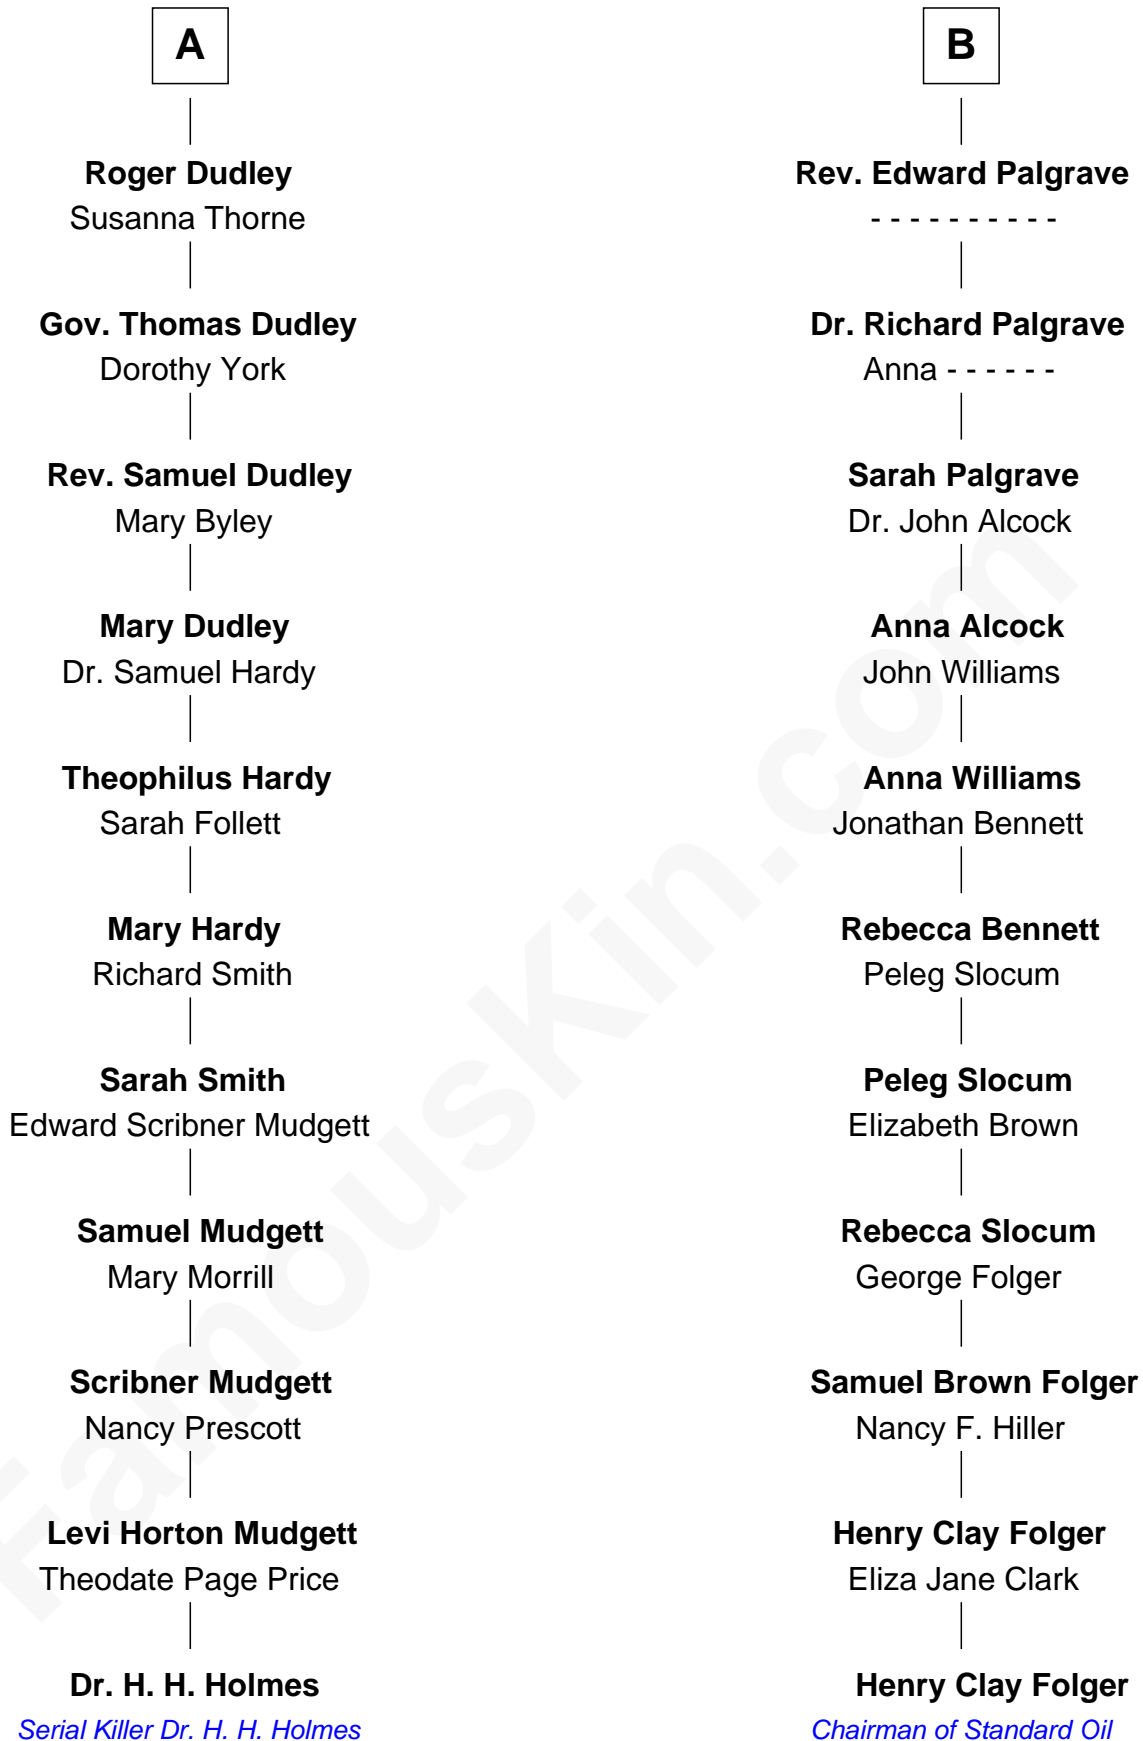 A
Roger Dudley
Susanna Thorne
Gov. Thomas Dudley
Dorothy York
Rev. Samuel Dudley
Mary Byley
Mary Dudley
Dr. Samuel Hardy
Theophilus Hardy
Sarah Follett
Mary Hardy
Richard Smith
Sarah Smith
Edward Scribner Mudgett
Samuel Mudgett
Mary Morrill
Scribner Mudgett
Nancy Prescott
Levi Horton Mudgett
Theodate Page Price
Dr. H. H. Holmes
Serial Killer Dr. H. H. Holmes
B
Rev. Edward Palgrave
- - - - - - - - - -
Dr. Richard Palgrave
Anna - - - - - -
Sarah Palgrave
Dr. John Alcock
Anna Alcock
John Williams
Anna Williams
Jonathan Bennett
Rebecca Bennett
Peleg Slocum
Peleg Slocum
Elizabeth Brown
Rebecca Slocum
George Folger
Samuel Brown Folger
Nancy F. Hiller
Henry Clay Folger
Eliza Jane Clark
Henry Clay Folger
Chairman of Standard Oil
FamousKin.com